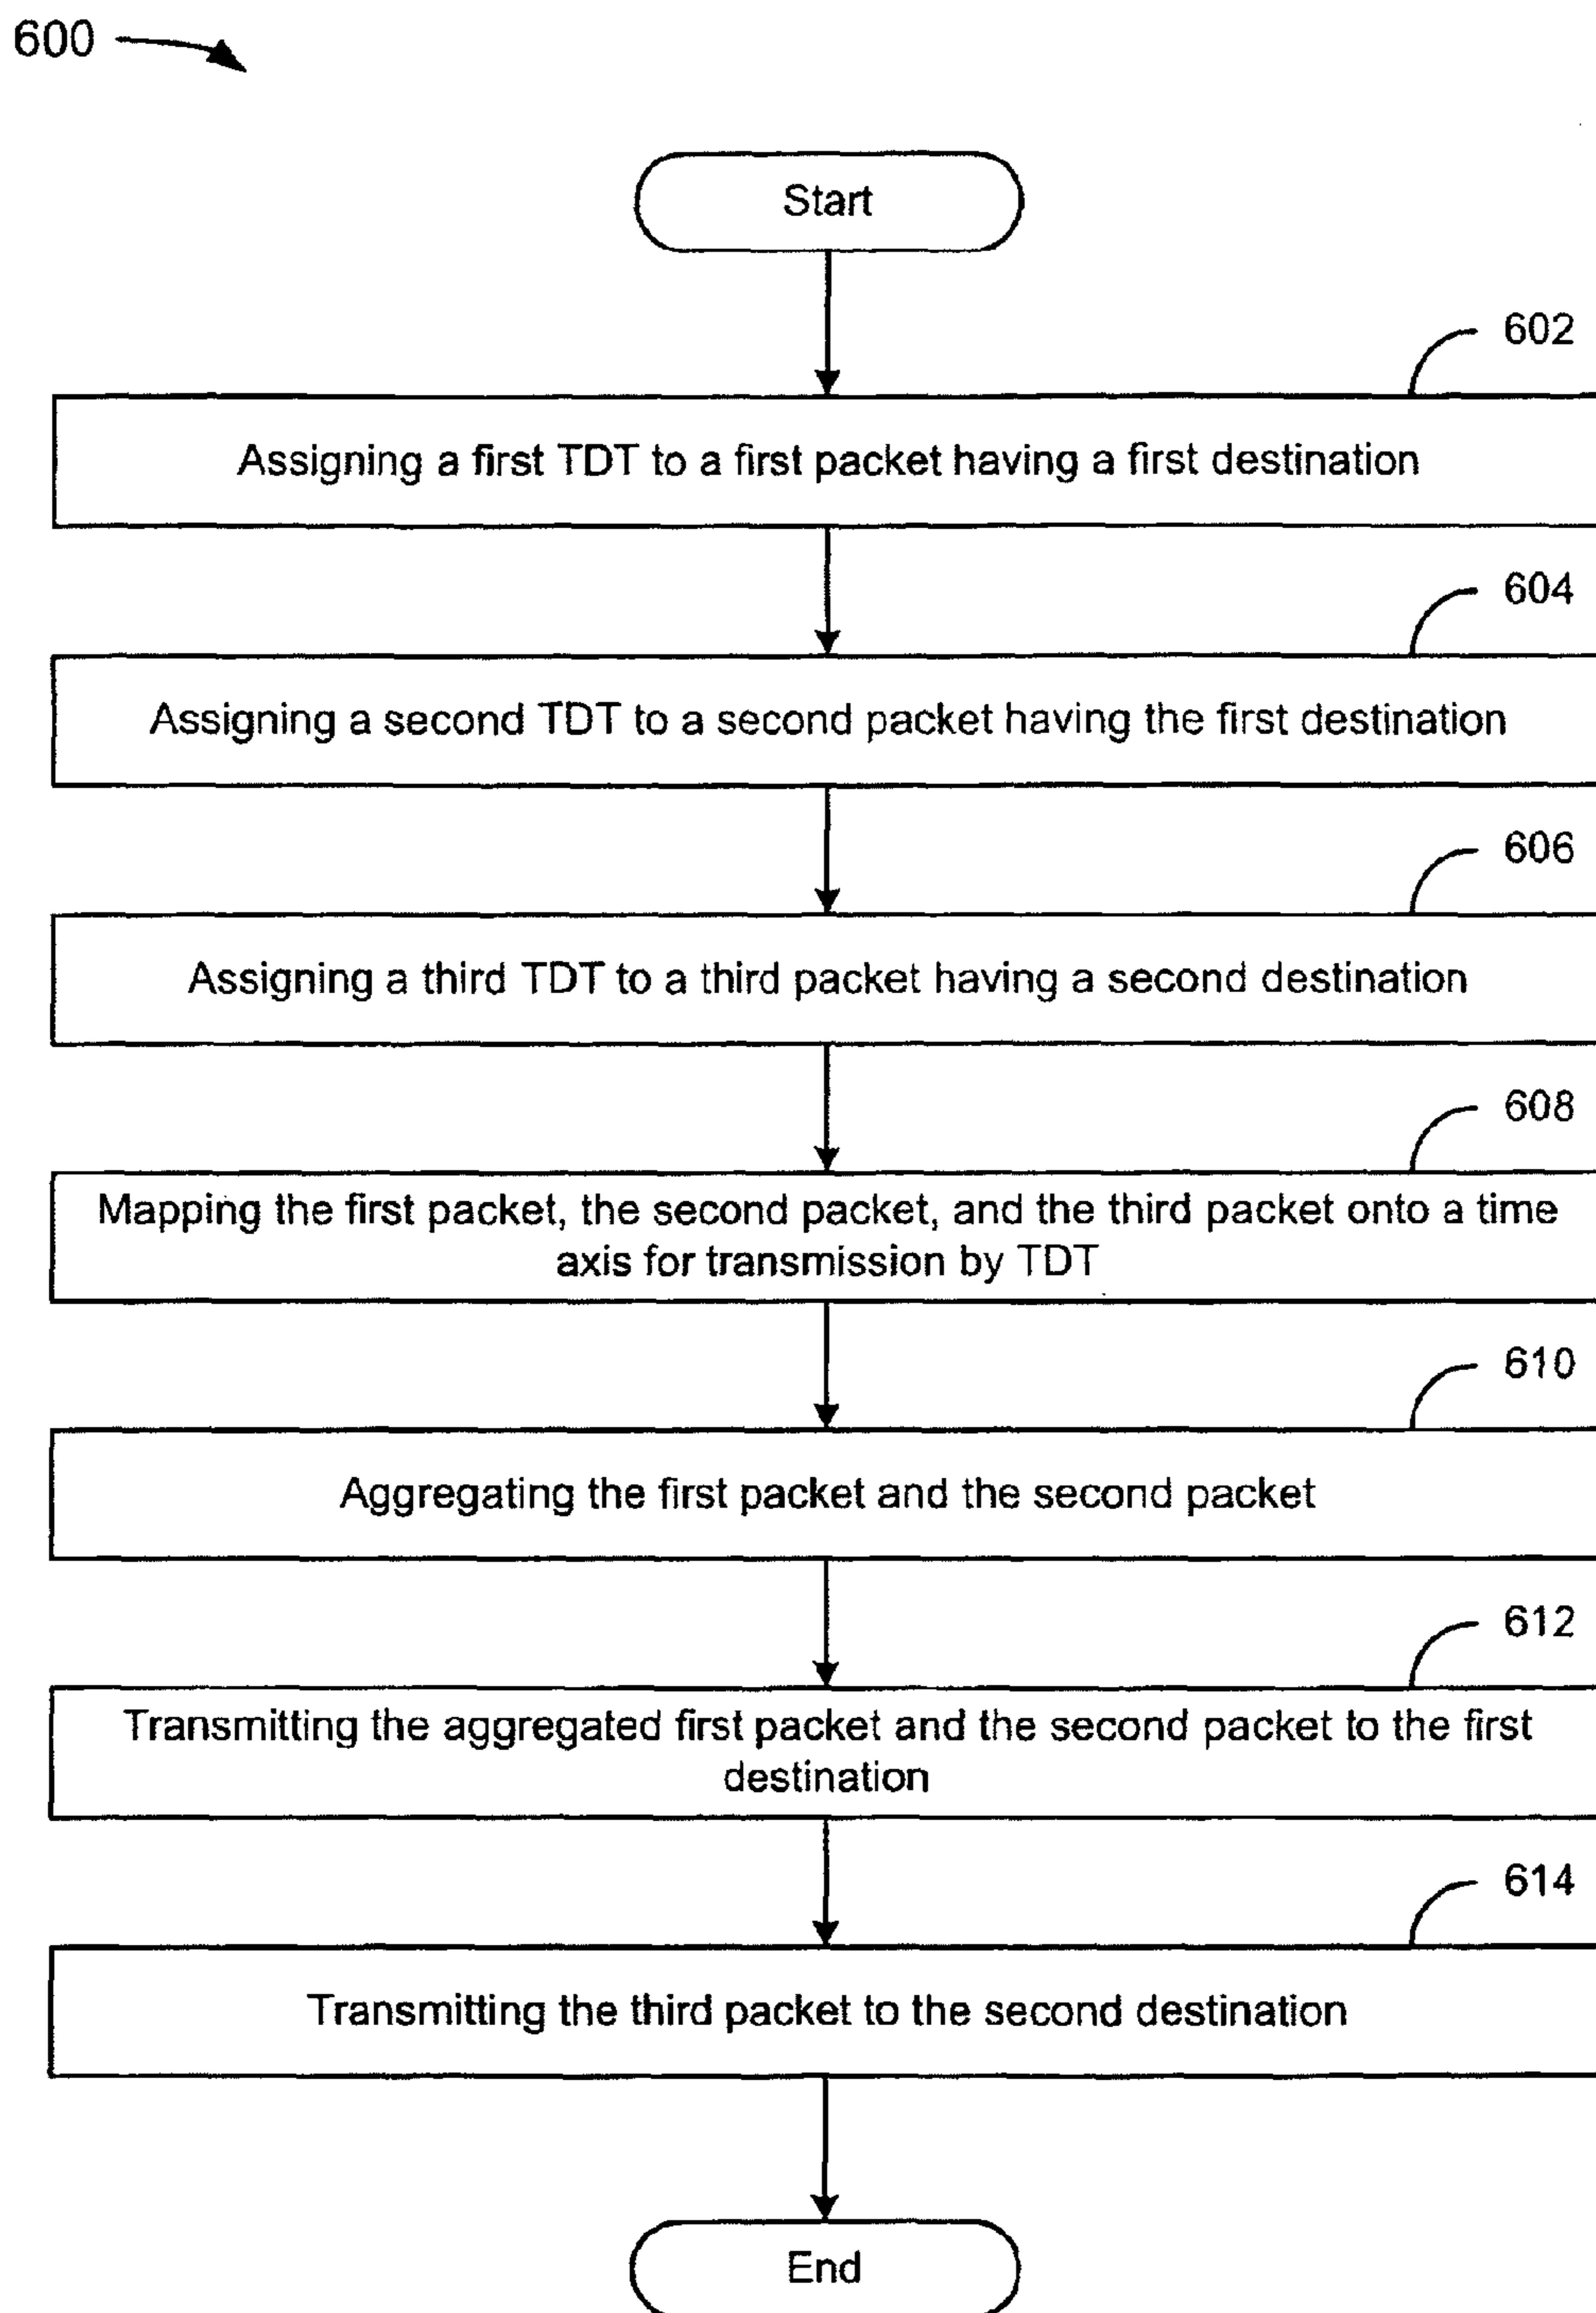 600
Start
602
Assigning a first TDT to a first packet having a first destination
604
Assigning a second TDT to a second packet having the first destination
606
Assigning a third TDT to a third packet having a second destination
608
Mapping the first packet, the second packet, and the third packet onto a time
axis for transmission by TDT
610
Aggregating the first packet and the second packet
612
Transmitting the aggregated first packet and the second packet to the first
destination
614
Transmitting the third packet to the second destination
End